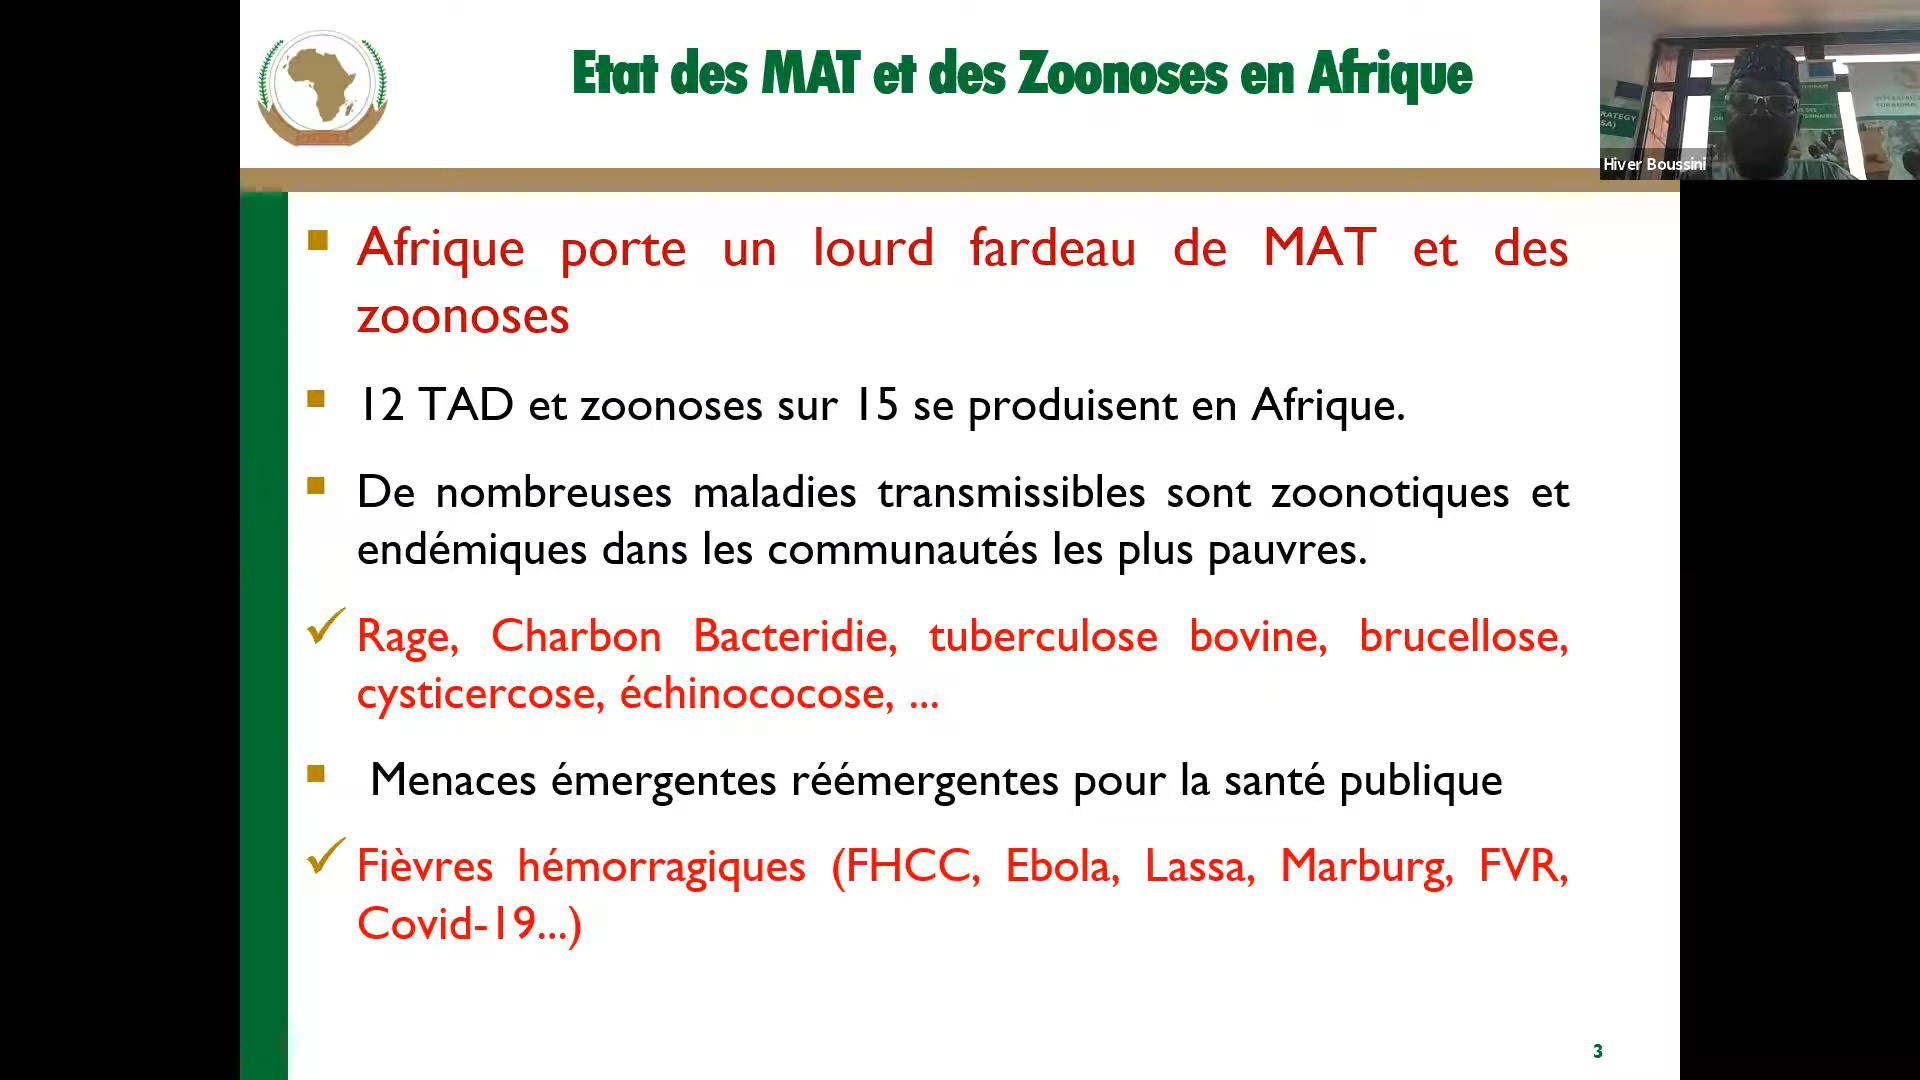 Etat des MAT et des Zoonoses en Afrique
Hiver Boussini
RATEGY
SA)
Afrique porte un lourd fardeau de MAT et des
zoonoses
12 TAD et zoonoses sur 15 se produisent en Afrique.
De nombreuses maladies transmissibles sont zoonotiques et
endémiques dans les communautés les plus pauvres.
Rage, Charbon Bacteridie, tuberculose bovine, brucellose,
cysticercose, échinococose, ...
Menaces émergentes réémergentes pour la santé publique
Fièvres hémorragiques (FHCC, Ebola, Lassa, Marburg, FVR,
Covid-19...)
3